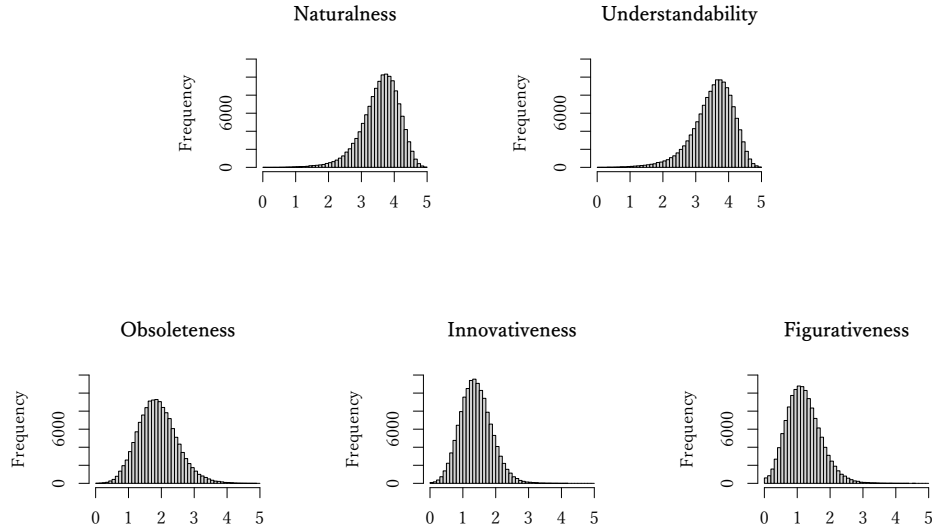 Naturalness
Understandability
Frequency
6000
0
0 1 2 3 4 5
Frequency
6000
0
0 1 2 3 4 5
Obsoleteness
Innovativeness
Figurativeness
Frequency
6000
0
0 1 2 3 4 5
Frequency
6000
0
0 1 2 3 4 5
Frequency
6000
0
0 1 2 3 4 5